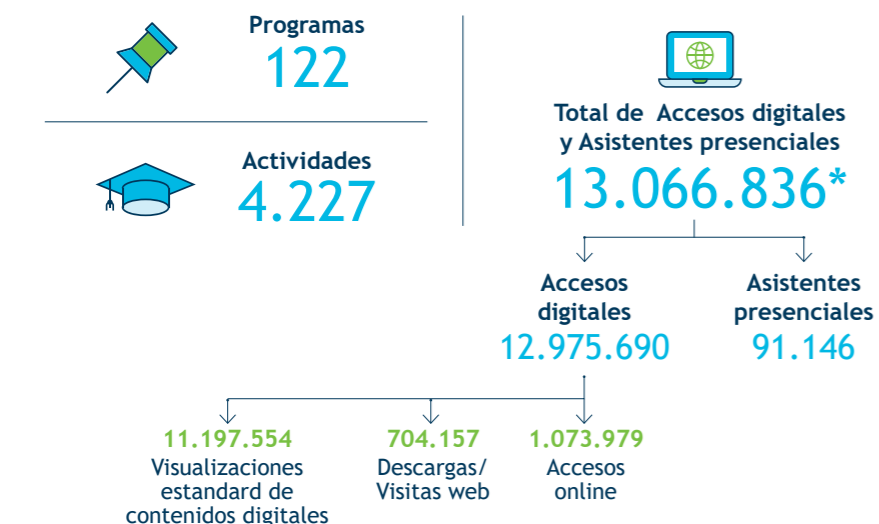 Programas
122
Actividades
4.227
Total de Accesos digitales
y Asistentes presenciales
13.066.836*
Accesos
digitales
12.975.690
Asistentes
presenciales
91.146
11.197.554
Visualizaciones
estandard de
contenidos digitales
704.157
Descargas/
Visitas web
1.073.979
Accesos
online